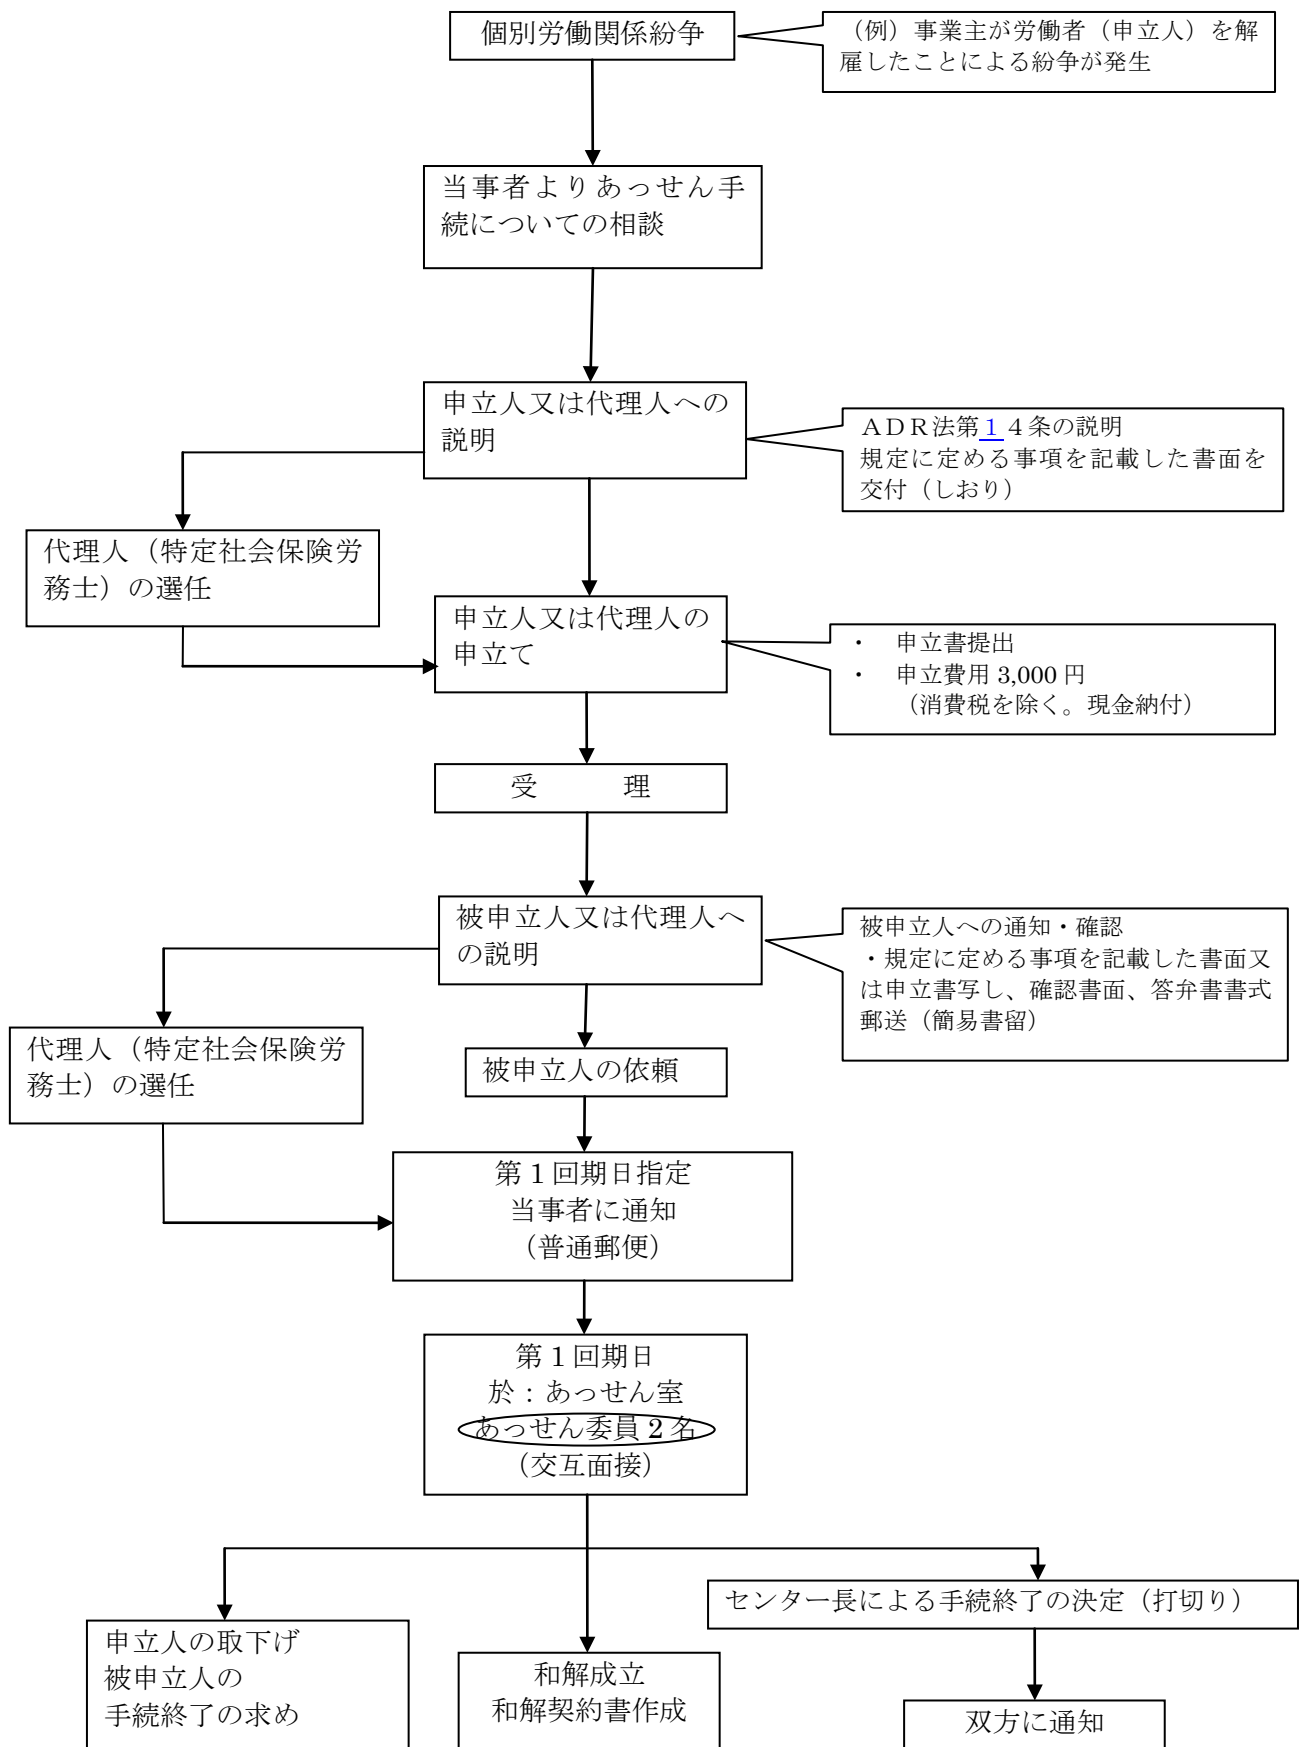 個別労働関係紛争
（例）事業主が労働者（申立人）を解
雇したことによる紛争が発生
当事者よりあっせん手
続についての相談
申立人又は代理人への
説明
ＡＤＲ法第１４条の説明
規定に定める事項を記載した書面を
交付（しおり）
代理人（特定社会保険労
務士）の選任
申立人又は代理人の
申立て
・　申立書提出
・　申立費用 3,000 円
（消費税を除く。現金納付）
受　　　理
被申立人又は代理人へ
の説明
被申立人への通知・確認
・規定に定める事項を記載した書面又
は申立書写し、確認書面、答弁書書式
郵送（簡易書留）
代理人（特定社会保険労
務士）の選任
被申立人の依頼
第 1 回期日指定
当事者に通知
（普通郵便）
第 1 回期日
於：あっせん室
あっせん委員 2 名
（交互面接）
センター長による手続終了の決定（打切り）
申立人の取下げ
被申立人の
手続終了の求め
和解成立
和解契約書作成
双方に通知